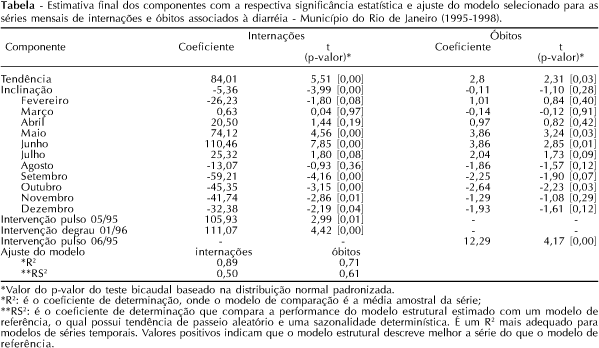 Tabela - Estimativa final dos componentes com a respectiva significância estatística e ajuste do modelo selecionado para as
séries mensais de internações e óbitos associados à diarréia - Município do Rio de Janeiro (1995-1998).
Internações Óbitos
Coeficiente t Coeficiente t
(p-valor)* (p-valor)*
Tendência 84,01 5,51 [0,00] 2,8 2,31 [0,03]
Inclinação -5,36 -3,99 [0,00] -0,11 -1,10 [0,28]
Fevereiro -26,23 -1,80 [0,08] 1,01 0,84 [0,40]
Março 0,63 0,04 [0,97] -0,14 -0,12 [0,91]
Abril 20,50 1,44 [0,19] 0,97 0,82 [0,42]
Maio 74,12 4,56 [0,00] 3,86 3,24 [0,03]
Junho 110,46 7,85 [0,00] 3,86 2,85 [0,01]
Julho 25,32 1,80 [0,08] 2,04 1,73 [0,09]
Agosto -13,07 -0,93 [0,36] -1,86 -1,57 [0,12]
Setembro -59,21 -4,16 [0,00] -2,25 -1,90 [0,07]
Outubro -45,35 -3,15 [0,00] -2,64 -2,23 [0,03]
Novembro -41,74 -2,86 [0,01] -1,29 -1,08 [0,29]
Dezembro -32,38 -2,19 [0,04] -1,93 -1,61 [0,12]
Intervenção pulso 05/95 105,93 2,99 [0,01] - -
Intervenção degrau 01/96 111,07 4,42 [0,00] - -
Intervenção pulso 06/95 - - 12,29 4,17 [0,00]
Ajuste do modelo internações óbitos
*R² 0,89 0,71
**RS² 0,50 0,61
*Valor do p-valor do teste bicaudal baseado na distribuição normal padronizada.
*R²: é o coeficiente de determinação, onde o modelo de comparação é a média amostral da série;
**RS²: é o coeficiente de determinação que compara a performance do modelo estrutural estimado com um modelo de
referência, o qual possui tendência de passeio aleatório e uma sazonalidade determinística. É um R² mais adequado para
modelos de séries temporais. Valores positivos indicam que o modelo estrutural descreve melhor a série do que o modelo de
referência.